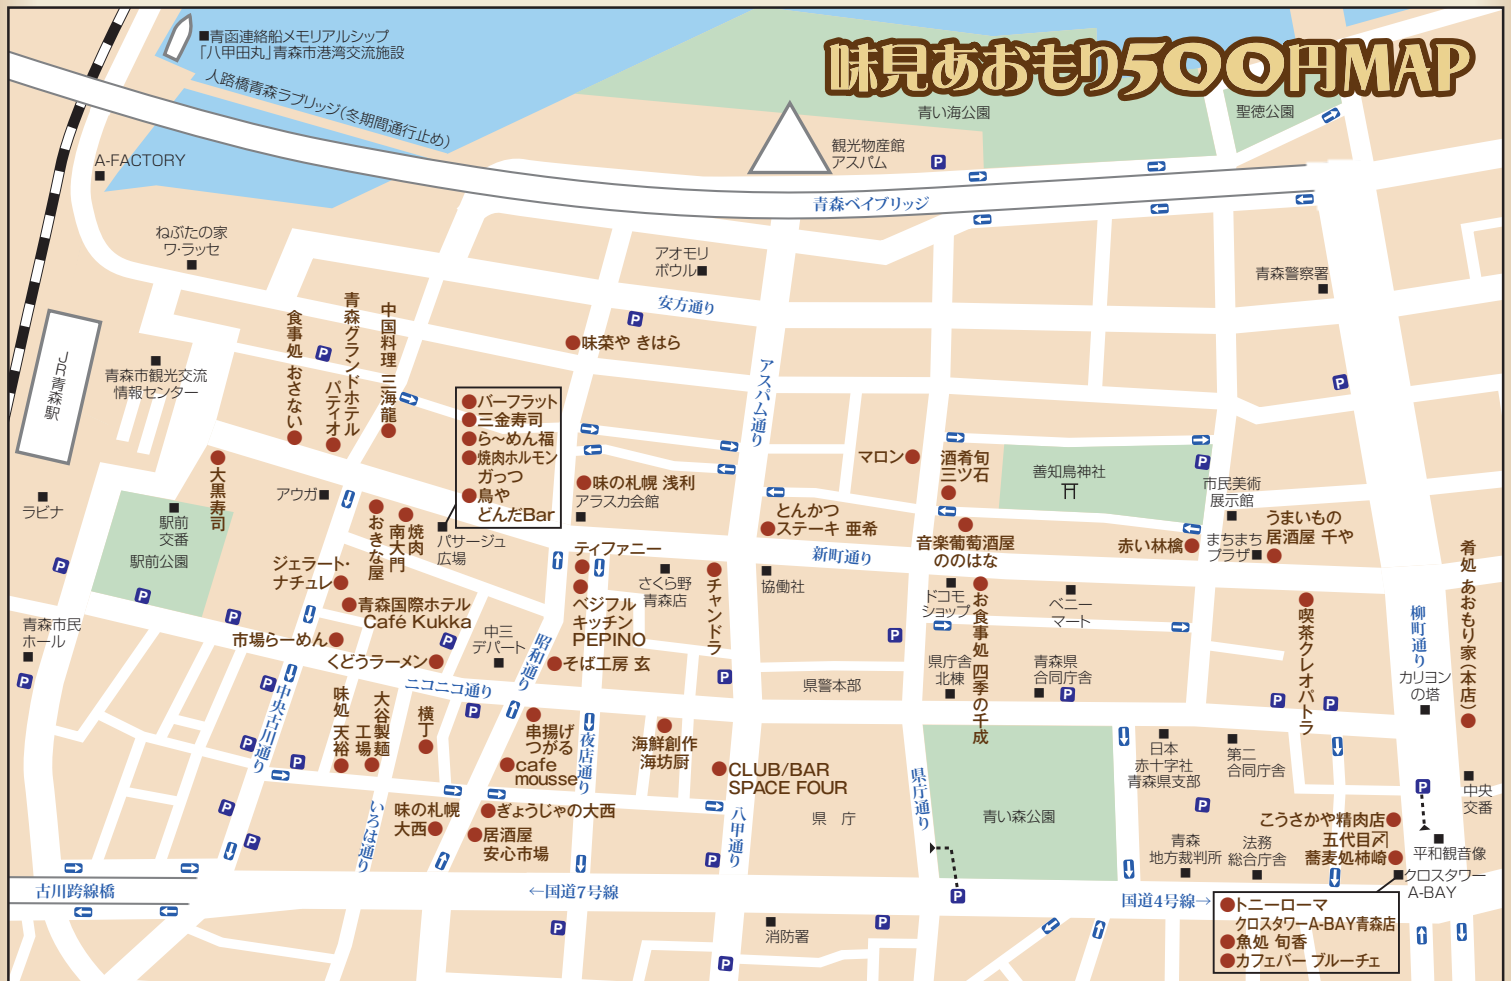 味見あおもり500円MAP
■青函連絡船メモリアルシップ
「八甲田丸」青森市港湾交流施設
人路橋青森ラブリッジ(冬期間通行止め)
A-FACTORY
青い海公園
聖徳公園
観光物産館
アスパム
P
青森ベイブリッジ
ねぶたの家
ワ・ラッセ
アオモリ
ボウル
青森警察署
安方通り
P
JR青森駅
青森市観光交流
情報センター
食事処 おさない
P
青森グランドホテル
パティオ
中国料理 三海龍
味菜や きはら
アスパム通り
P
バーフラット
三金寿司
ら〜めん福
焼肉ホルモン
ガっつ
鳥や
どんだBar
味の札幌 浅利
アラスカ会館
マロン
酒肴旬
三ツ石
善知鳥神社
P
市民美術
展示館
うまいもの
居酒屋 千や
まちまち
プラザ
赤い林檎
とんかつ
ステーキ 亜希
音楽葡萄酒屋
ののはな
新町通り
大黒寿司
アウガ
ラビナ
駅前
交番
駅前公園
P
P
P
おきな屋
焼肉
南大門
パサージュ
広場
ジェラート・
ナチュレ
青森国際ホテル
Café Kukka
市場らーめん
くどうラーメン
P
中三
デパート
ティファニー
ベジフル
キッチン
PEPINO
さくら野
青森店
チャンドラ
協働社
そば工房 玄
昭和通り
ニコニコ通り
P
P
県警本部
P
ドコモ
ショップ
お食事処 四季の千成
ベニー
マート
県庁舎
北棟
青森県
合同庁舎
P
喫茶クレオパトラ
P
P
柳町通り
カリヨン
の塔
肴処 あおもり家(本店)
青森市民
ホール
P
P
中央古川通り
P
P
P
P
味処 天裕
大谷製麺
工場
横丁
串揚げ
つがる
cafe
mousse
夜店通り
海鮮創作
海坊厨
CLUB/BAR
SPACE FOUR
味の札幌
大西
ぎょうじゃの大西
居酒屋
安心市場
いろは通り
八甲通り
P
県 庁
県庁通り
青い森公園
日本
赤十字社
青森県支部
第二
合同庁舎
P
青森
地方裁判所
法務
総合庁舎
P
中央
交番
こうさかや精肉店
五代目〆
蕎麦処柿崎
平和観音像
クロスタワー
A-BAY
古川跨線橋
←国道7号線
国道4号線→
P
P
P
P
消防署
トニーローマ
クロスタワーA-BAY青森店
魚処 旬香
カフェバー ブルーチェ